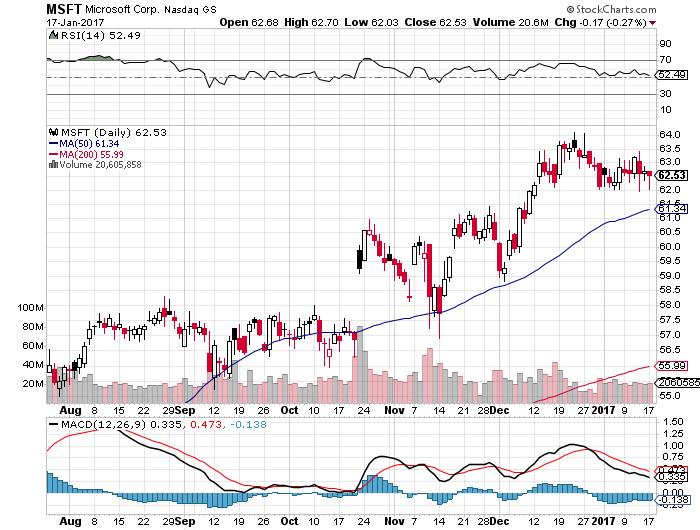 MSFT Microsoft Corp. Nasdaq GS © StockCharts.com
17-Jan-2017 Open 62.68 High 62.70 Low 62.03 Close 62.53 Volume 20.6M Chg -0.17 (-0.27%)
RSI(14) 52.49
90
70
52.49
30
10
MSFT (Daily) 62.53
MA(50) 61.34
MA(200) 55.99
Volume 20,605,858
64.0
63.5
63.0
62.53
62.0
61.5
61.34
61.0
60.5
60.0
59.5
59.0
58.5
58.0
57.5
57.0
56.5
55.99
2060585
55.0
100M
80M
60M
40M
20M
Aug 8 15 22 29 Sep 12 19 26 Oct 10 17 24 Nov 7 14 21 28 Dec 12 19 27 2017 9 17
MACD(12,26,9) 0.335, 0.473, -0.138
1.00
0.75
0.473
0.335
0.00
-0.138
Aug 8 15 22 29 Sep 12 19 26 Oct 10 17 24 Nov 7 14 21 28 Dec 12 19 27 2017 9 17